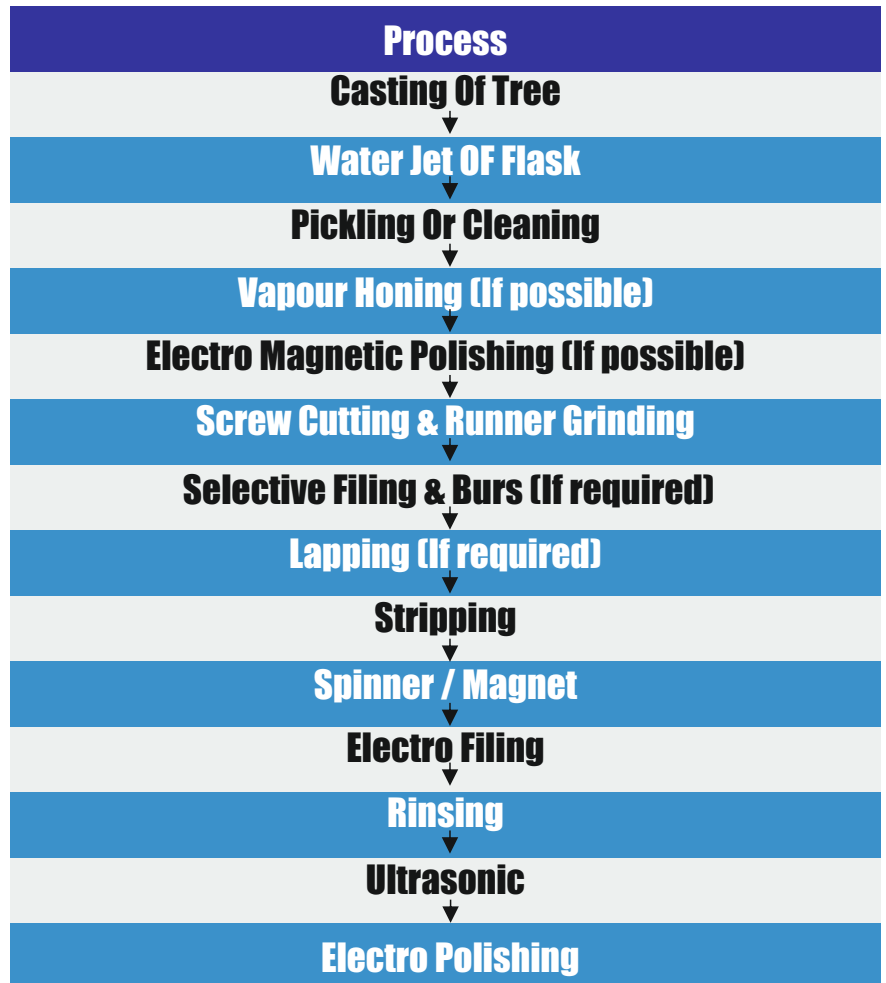 Process
Casting Of Tree
Water Jet OF Flask
Pickling Or Cleaning
Vapour Honing (If possible)
Electro Magnetic Polishing (If possible)
Screw Cutting & Runner Grinding
Selective Filing & Burs (If required)
Lapping (If required)
Stripping
Spinner / Magnet
Electro Filing
Rinsing
Ultrasonic
Electro Polishing